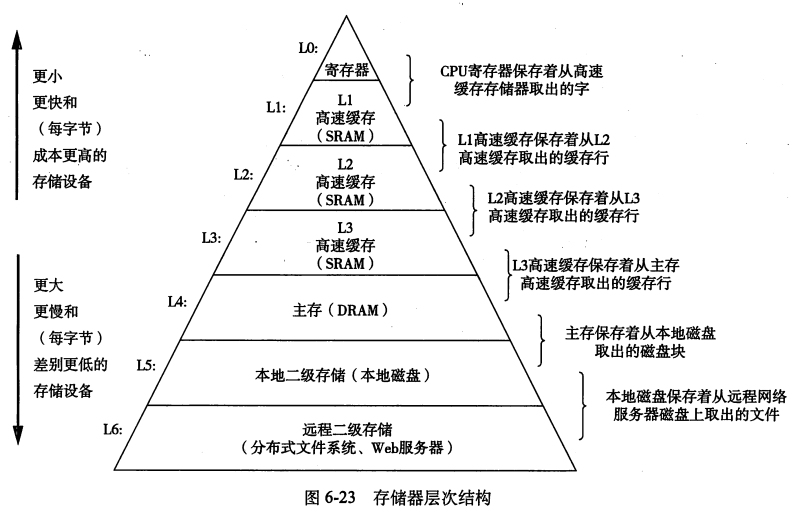 L0:
寄存器
CPU寄存器保存着从高速
缓存存储器取出的字
更小
更快和
（每字节）
成本更高的
存储设备
L1:
L1
高速缓存
（SRAM）
L1高速缓存保存着从L2
高速缓存取出的缓存行
L2:
L2
高速缓存
（SRAM）
L2高速缓存保存着从L3
高速缓存取出的缓存行
L3:
L3
高速缓存
（SRAM）
L3高速缓存保存着从主存
高速缓存取出的缓存行
更大
更慢和
（每字节）
差别更低的
存储设备
L4:
主存（DRAM）
主存保存着从本地磁盘
取出的磁盘块
L5:
本地二级存储（本地磁盘）
本地磁盘保存着从远程网络
服务器磁盘上取出的文件
L6:
远程二级存储
（分布式文件系统、Web服务器）
图 6-23 存储器层次结构